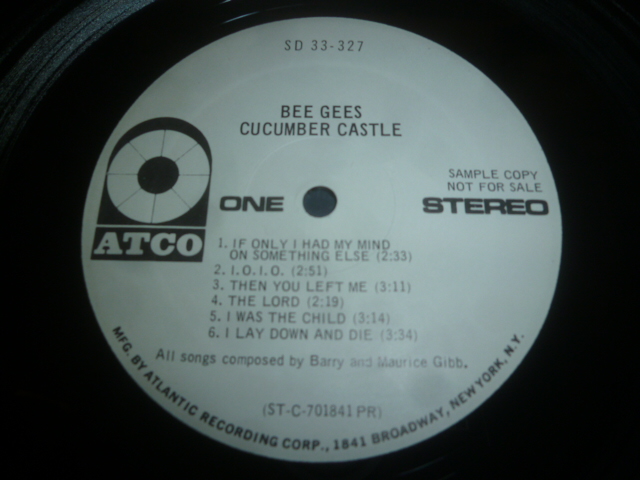 SD 33-327
BEE GEES
CUCUMBER CASTLE
SAMPLE COPY
NOT FOR SALE
ONE
STEREO
ATCO
1. IF ONLY I HAD MY MIND
ON SOMETHING ELSE (2:33)
2. I.O.I.O. (2:51)
3. THEN YOU LEFT ME (3:11)
4. THE LORD (2:19)
5. I WAS THE CHILD (3:14)
6. I LAY DOWN AND DIE (3:34)
All songs composed by Barry and Maurice Gibb.
(ST-C-701841 PR)
MFG. BY ATLANTIC RECORDING CORP., 1841 BROADWAY, NEW YORK, N.Y.